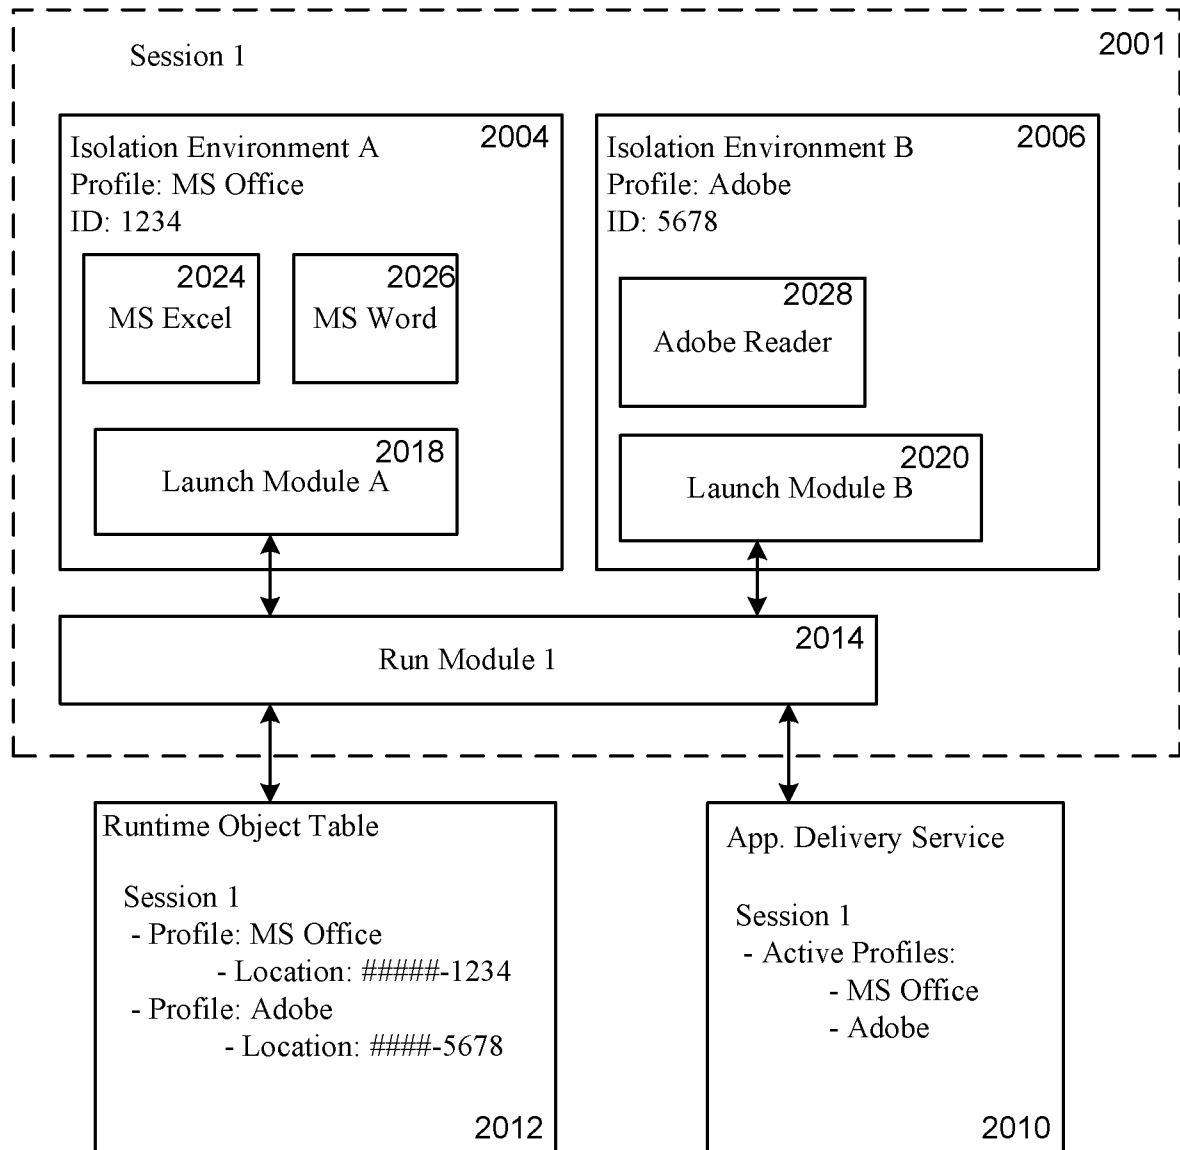 Session 1
2001
2004
Isolation Environment A
Profile: MS Office
ID: 1234
2024
MS Excel
2026
MS Word
2018
Launch Module A
2006
Isolation Environment B
Profile: Adobe
ID: 5678
2028
Adobe Reader
2020
Launch Module B
2014
Run Module 1
Runtime Object Table
Session 1
- Profile: MS Office
- Location: #####-1234
- Profile: Adobe
- Location: ####-5678
2012
App. Delivery Service
Session 1
- Active Profiles:
- MS Office
- Adobe
2010